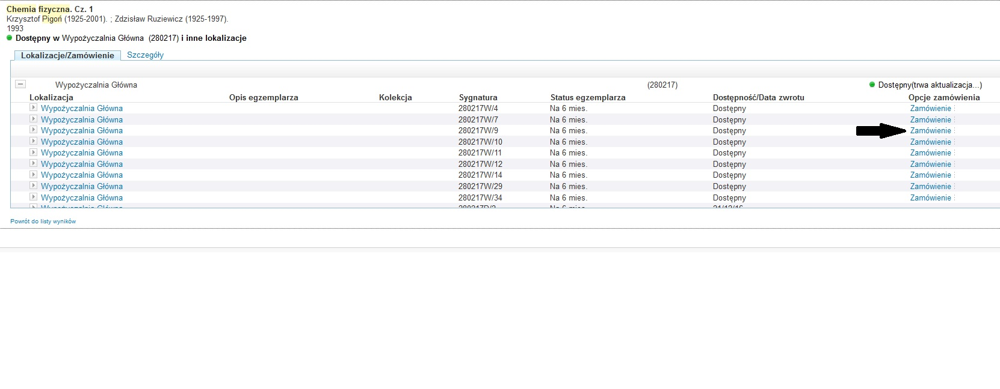 Chemia fizyczna. Cz. 1
Krzysztof Pigoń (1925-2001). ; Zdzisław Ruziewicz (1925-1997).
1993
Dostępny w Wypożyczalnia Główna (280217) i inne lokalizacje
Lokalizacje/Zamówienie Szczegóły
Wypożyczalnia Główna (280217) Dostępny(trwa aktualizacja...)
Lokalizacja Opis egzemplarza Kolekcja Sygnatura Status egzemplarza Dostępność/Data zwrotu Opcje zamówienia
Wypożyczalnia Główna 280217W/4 Na 6 mies. Dostępny Zamówienie
Wypożyczalnia Główna 280217W/7 Na 6 mies. Dostępny Zamówienie
Wypożyczalnia Główna 280217W/9 Na 6 mies. Dostępny Zamówienie
Wypożyczalnia Główna 280217W/10 Na 6 mies. Dostępny Zamówienie
Wypożyczalnia Główna 280217W/11 Na 6 mies. Dostępny Zamówienie
Wypożyczalnia Główna 280217W/12 Na 6 mies. Dostępny Zamówienie
Wypożyczalnia Główna 280217W/14 Na 6 mies. Dostępny Zamówienie
Wypożyczalnia Główna 280217W/29 Na 6 mies. Dostępny Zamówienie
Wypożyczalnia Główna 280217W/34 Na 6 mies. Dostępny Zamówienie
Wypożyczalnia Główna Na 6 mies.
Powrót do listy wyników